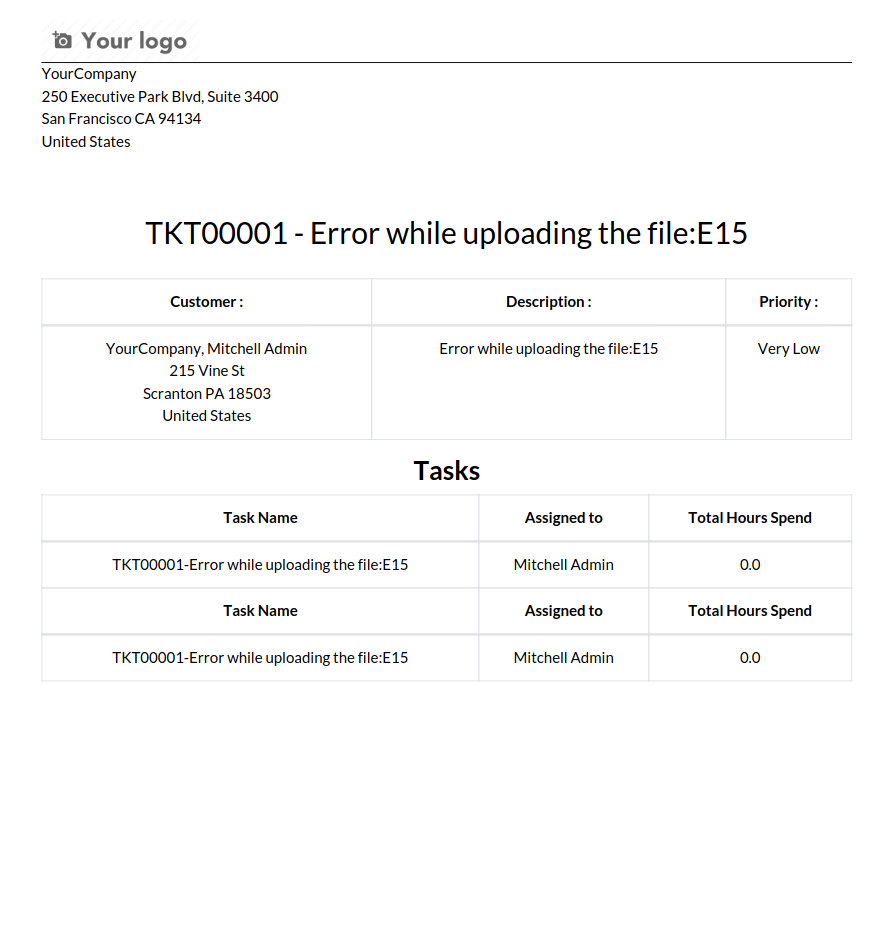 Your logo
YourCompany
250 Executive Park Blvd, Suite 3400
San Francisco CA 94134
United States
TKT00001 - Error while uploading the file:E15
Customer : Description : Priority :
YourCompany, Mitchell Admin Error while uploading the file:E15 Very Low
215 Vine St
Scranton PA 18503
United States
Tasks
Task Name Assigned to Total Hours Spend
TKT00001-Error while uploading the file:E15 Mitchell Admin 0.0
Task Name Assigned to Total Hours Spend
TKT00001-Error while uploading the file:E15 Mitchell Admin 0.0